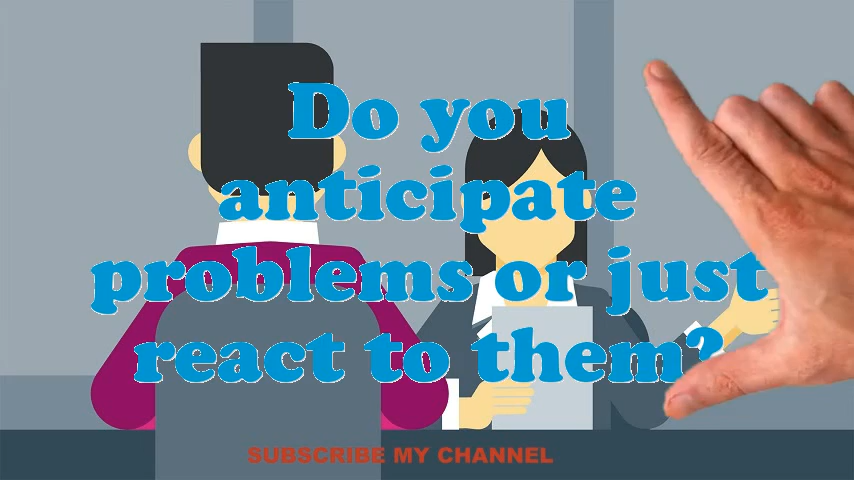 Do you
anticipate
problems or just
react to them?
SUBSCRIBE MY CHANNEL